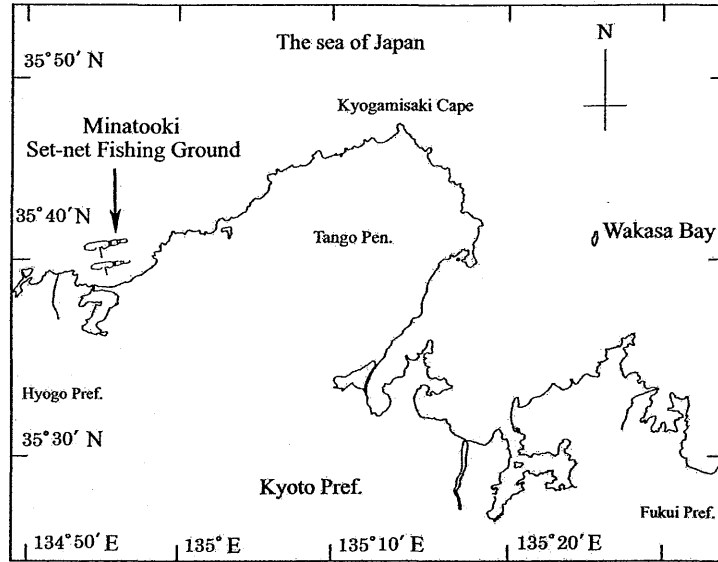 The sea of Japan
N
35°50′ N
Kyogamisaki Cape
Minatooki
Set-net Fishing Ground
35°40′N
Tango Pen.
Wakasa Bay
Hyogo Pref.
35°30′ N
Kyoto Pref.
Fukui Pref.
134°50′ E
135° E
135°10′ E
135°20′ E